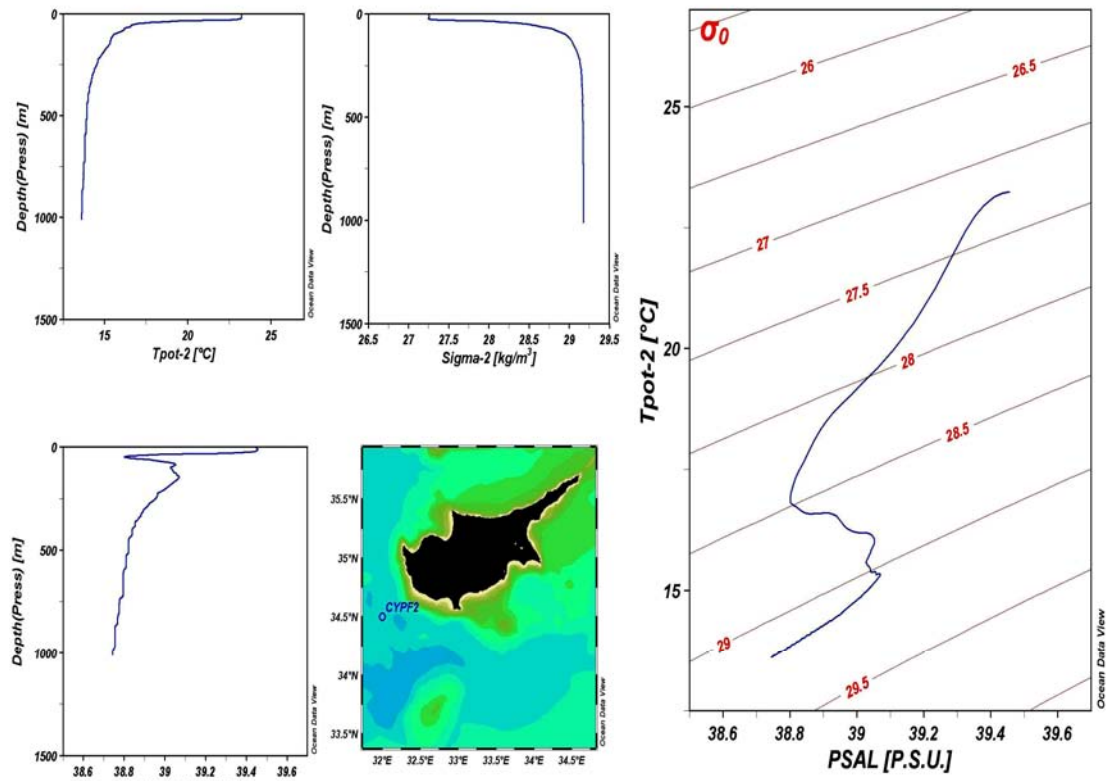 0
500
1000
1500
Depth(Press) [m]
15
20
25
Tpot-2 [°C]
Ocean Data View
0
500
1000
1500
Depth(Press) [m]
26.5
27
27.5
28
28.5
29
29.5
Sigma-2 [kg/m³]
Ocean Data View
0
500
1000
1500
Depth(Press) [m]
38.6
38.8
39
39.2
39.4
39.6
Ocean Data View
35.5°N
35°N
34.5°N
34°N
33.5°N
CYPF2
32°E
32.5°E
33°E
33.5°E
34°E
34.5°E
Ocean Data View
σ0
26
26.5
27
27.5
28
28.5
29
29.5
25
20
15
Tpot-2 [°C]
38.6
38.8
39
39.2
39.4
39.6
PSAL [P.S.U.]
Ocean Data View